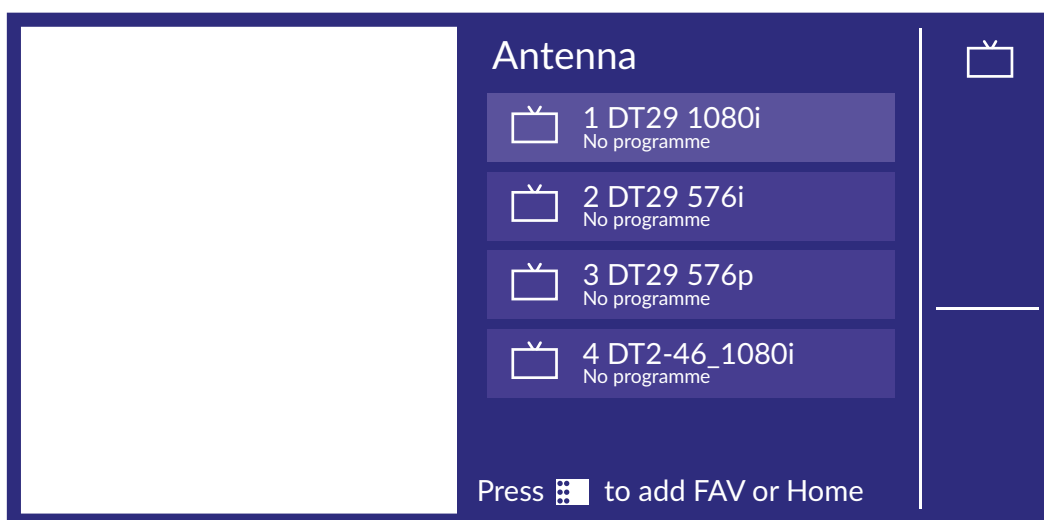 Antenna
1 DT29 1080i
No programme
2 DT29 576i
No programme
3 DT29 576p
No programme
4 DT2-46_1080i
No programme
Press to add FAV or Home